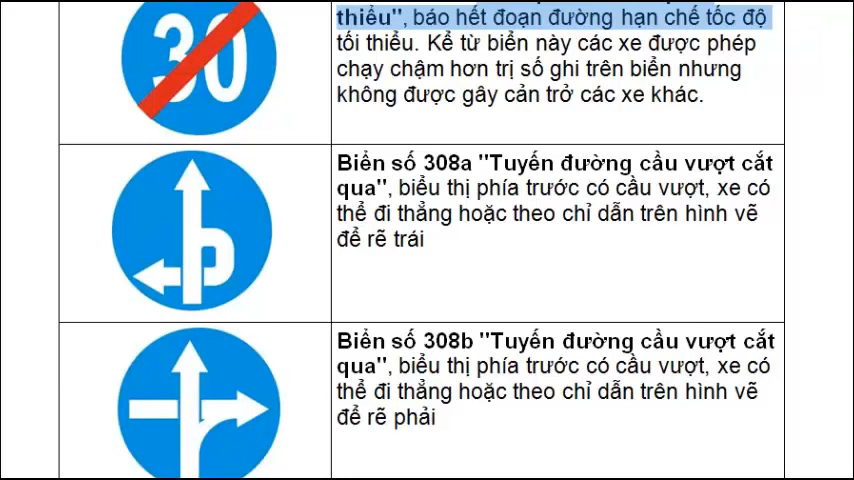 30
thiểu", báo hết đoạn đường hạn chế tốc độ
tối thiểu. Kể từ biển này các xe được phép
chạy chậm hơn trị số ghi trên biển nhưng
không được gây cản trở các xe khác.
Biển số 308a "Tuyến đường cầu vượt cắt
qua", biểu thị phía trước có cầu vượt, xe có
thể đi thẳng hoặc theo chỉ dẫn trên hình vẽ
để rẽ trái
Biển số 308b "Tuyến đường cầu vượt cắt
qua", biểu thị phía trước có cầu vượt, xe có
thể đi thẳng hoặc theo chỉ dẫn trên hình vẽ
để rẽ phải